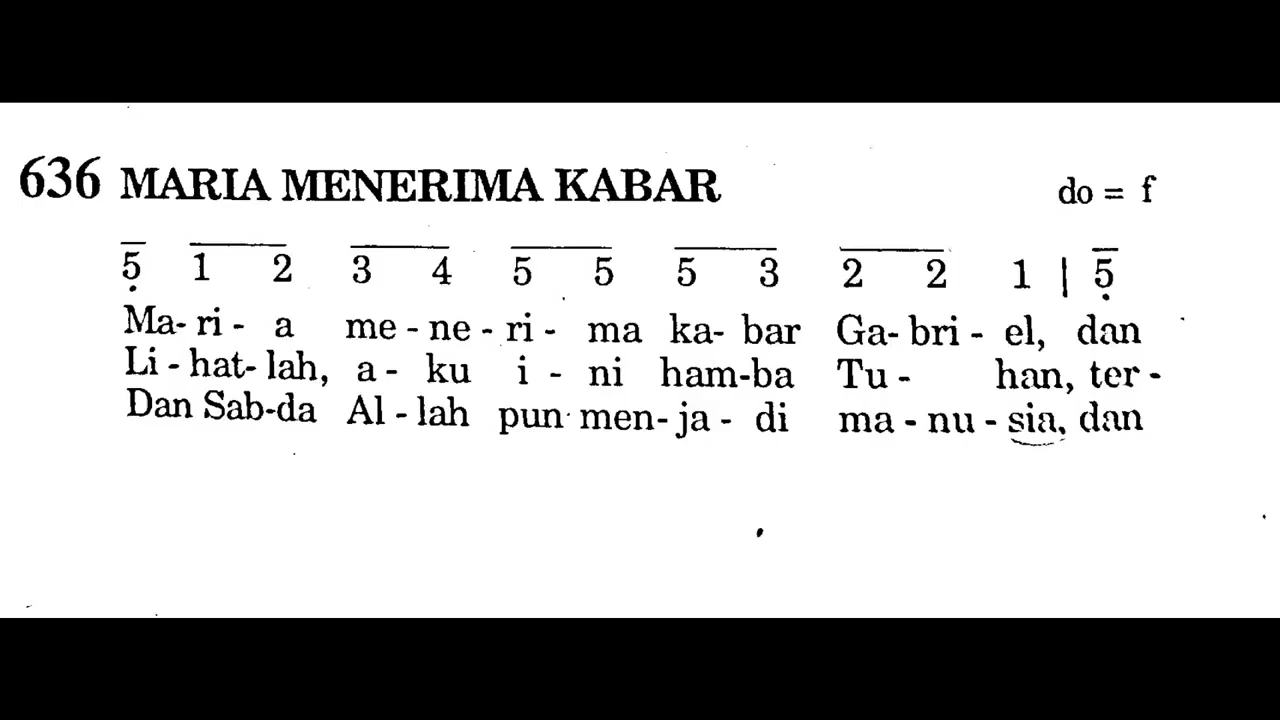 636 MARIA MENERIMA KABAR do = f
5̣ 1 2 3 4 5 5 5 3 2 2 1 | 5̣
Ma- ri - a me - ne - ri - ma ka- bar Ga- bri - el, dan
Li - hat- lah, a - ku i - ni ham-ba Tu - han, ter -
Dan Sab-da Al - lah pun men- ja - di ma - nu - sia, dan